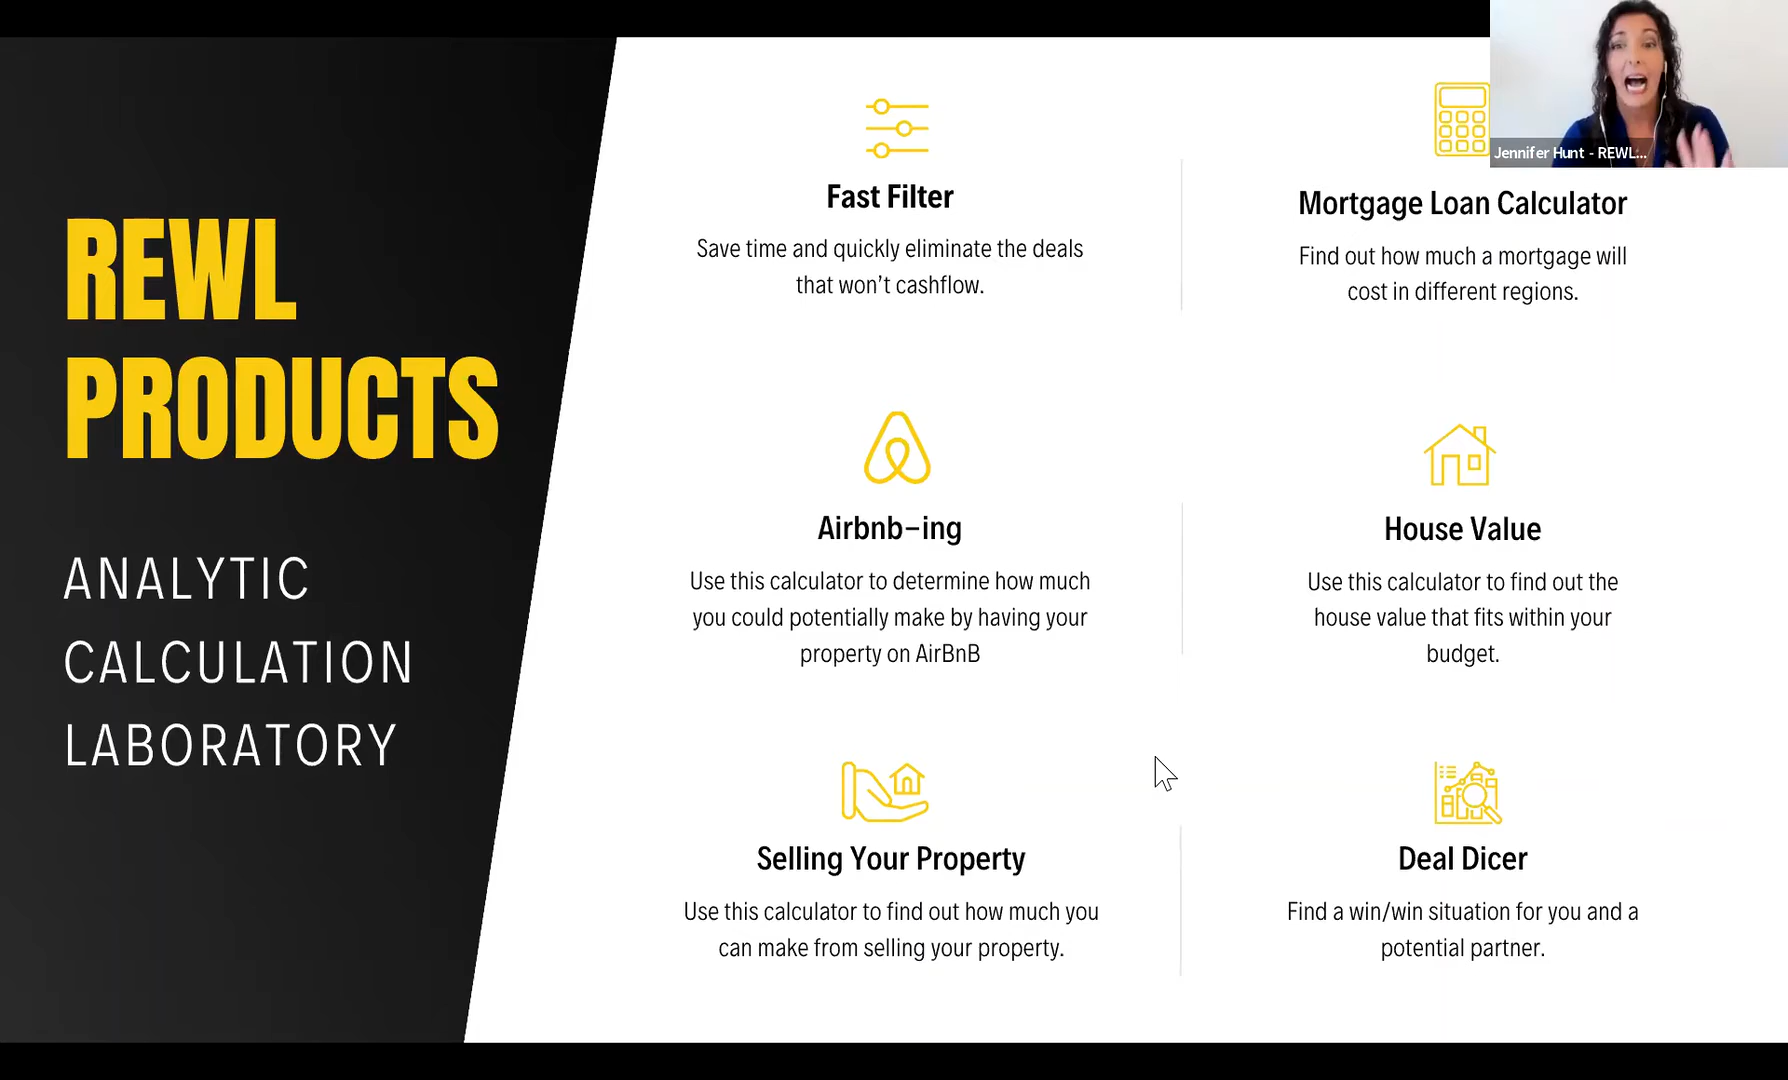 REWL
PRODUCTS
ANALYTIC
CALCULATION
LABORATORY
Fast Filter
Save time and quickly eliminate the deals
that won’t cashflow.
Mortgage Loan Calculator
Find out how much a mortgage will
cost in different regions.
Airbnb–ing
Use this calculator to determine how much
you could potentially make by having your
property on AirBnB
House Value
Use this calculator to find out the
house value that fits within your
budget.
Selling Your Property
Use this calculator to find out how much you
can make from selling your property.
Deal Dicer
Find a win/win situation for you and a
potential partner.
Jennifer Hunt - REWL...